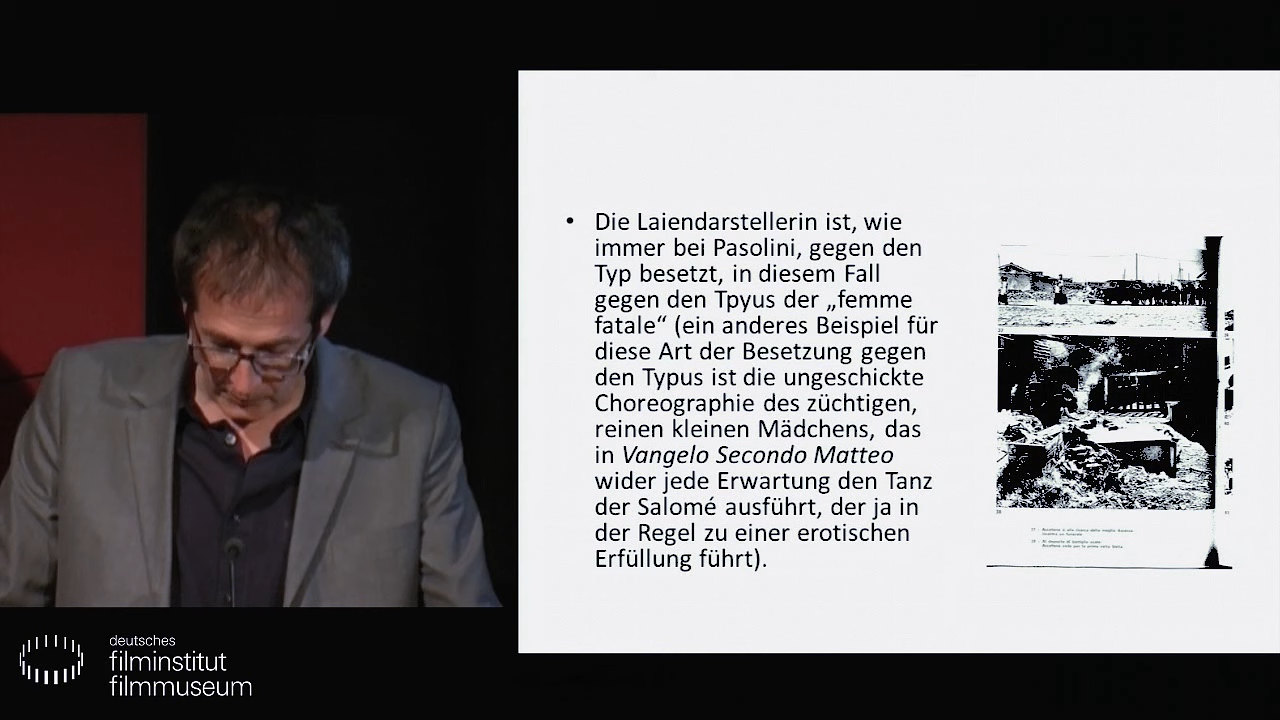 • Die Laiendarstellerin ist, wie
immer bei Pasolini, gegen den
Typ besetzt, in diesem Fall
gegen den Tpyus der „femme
fatale“ (ein anderes Beispiel für
diese Art der Besetzung gegen
den Typus ist die ungeschickte
Choreographie des züchtigen,
reinen kleinen Mädchens, das
in Vangelo Secondo Matteo
wider jede Erwartung den Tanz
der Salomé ausführt, der ja in
der Regel zu einer erotischen
Erfüllung führt).
deutsches
filminstitut
filmmuseum